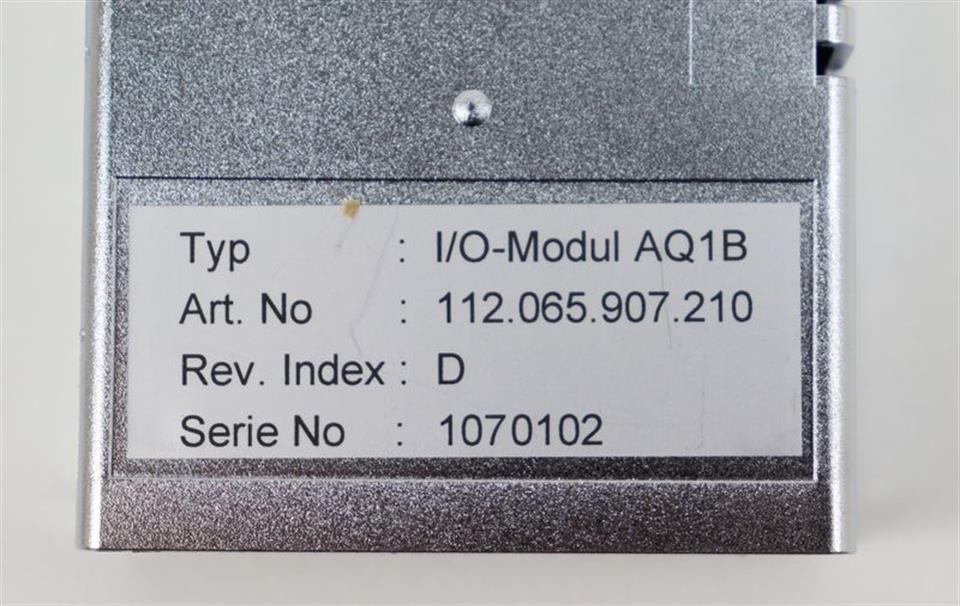 Typ : I/O-Modul AQ1B
Art. No : 112.065.907.210
Rev. Index : D
Serie No : 1070102